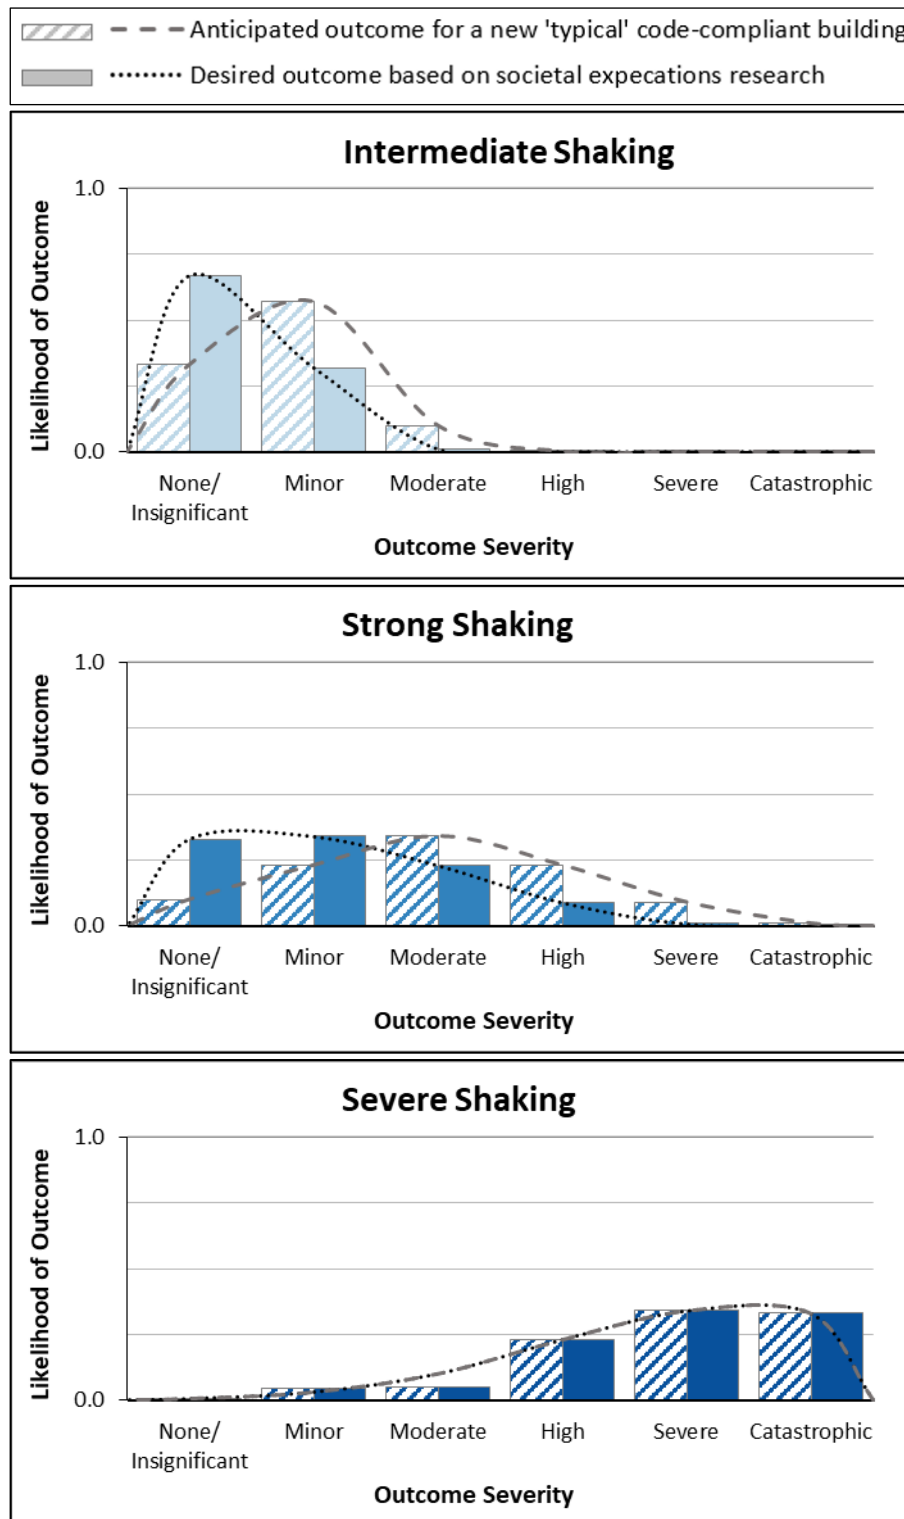 Anticipated outcome for a new 'typical' code-compliant building
Desired outcome based on societal expecations research
Intermediate Shaking
1.0
Likelihood of Outcome
0.0
None/ Minor Moderate High Severe Catastrophic
Insignificant
Outcome Severity
Strong Shaking
1.0
Likelihood of Outcome
0.0
None/ Minor Moderate High Severe Catastrophic
Insignificant
Outcome Severity
Severe Shaking
1.0
Likelihood of Outcome
0.0
None/ Minor Moderate High Severe Catastrophic
Insignificant
Outcome Severity